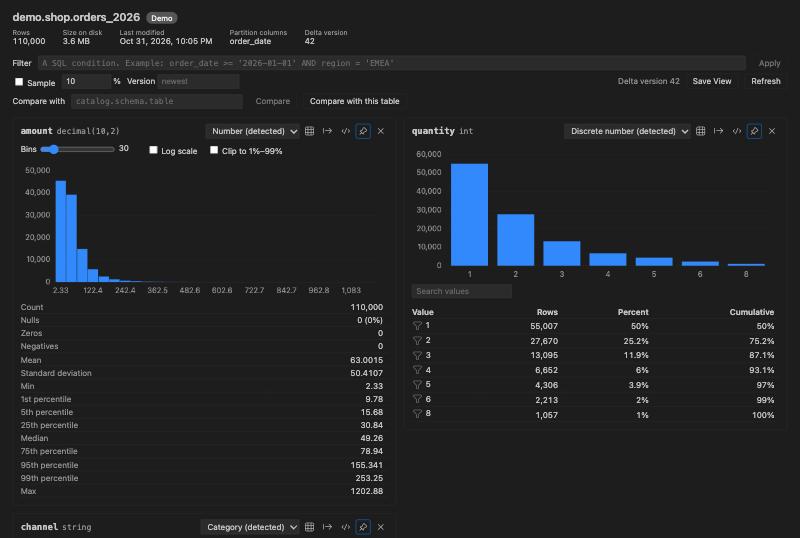 demo.shop.orders_2026 Demo
Rows Size on disk Last modified Partition columns Delta version
110,000 3.6 MB Oct 31, 2026, 10:05 PM order_date 42
Filter A SQL condition. Example: order_date >= '2026-01-01' AND region = 'EMEA' Apply
Sample 10 % Version newest Delta version 42 Save View Refresh
Compare with catalog.schema.table Compare Compare with this table
amount decimal(10,2) Number (detected)
Bins 30 Log scale Clip to 1%–99%
50,000
40,000
30,000
20,000
10,000
0
2.33 122.4 242.4 362.5 482.6 602.6 722.7 842.7 962.8 1,083
Count 110,000
Nulls 0 (0%)
Zeros 0
Negatives 0
Mean 63.0015
Standard deviation 50.4107
Min 2.33
1st percentile 9.78
5th percentile 15.68
25th percentile 30.84
Median 49.26
75th percentile 78.94
95th percentile 155.341
99th percentile 253.25
Max 1202.88
quantity int Discrete number (detected)
60,000
50,000
40,000
30,000
20,000
10,000
0
1 2 3 4 5 6 8
Search values
Value Rows Percent Cumulative
1 55,007 50% 50%
2 27,670 25.2% 75.2%
3 13,095 11.9% 87.1%
4 6,652 6% 93.1%
5 4,306 3.9% 97%
6 2,213 2% 99%
8 1,057 1% 100%
channel string Category (detected)